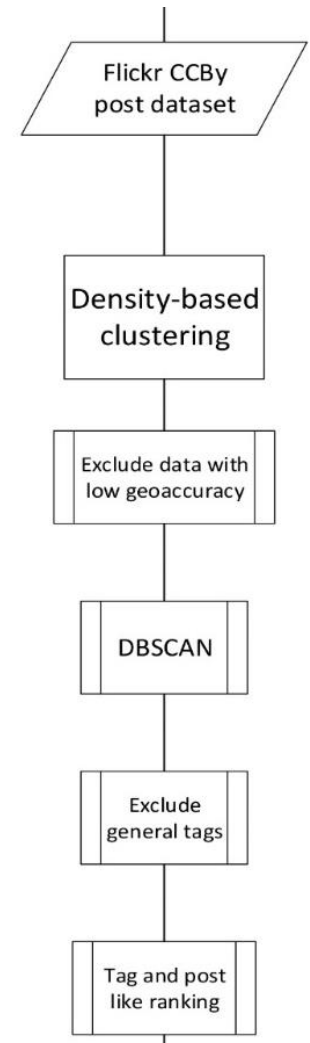 Flickr CCBy
post dataset
Density-based
clustering
Exclude data with
low geoaccuracy
DBSCAN
Exclude
general tags
Tag and post
like ranking